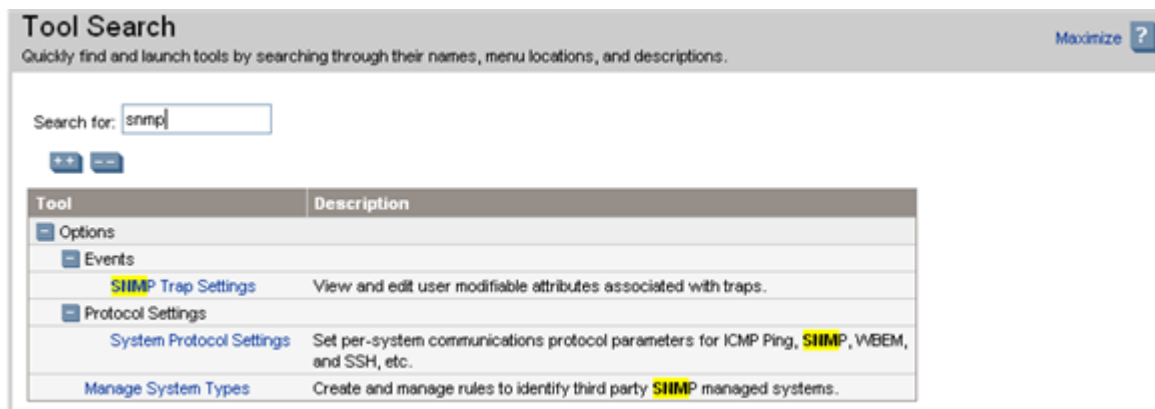 Tool Search
Maximize ?
Quickly find and launch tools by searching through their names, menu locations, and descriptions.
Search for: snmp
++ --
Tool Description
Options
Events
SNMP Trap Settings View and edit user modifiable attributes associated with traps.
Protocol Settings
System Protocol Settings Set per-system communications protocol parameters for ICMP Ping, SNMP, WBEM,
and SSH, etc.
Manage System Types Create and manage rules to identify third party SNMP managed systems.